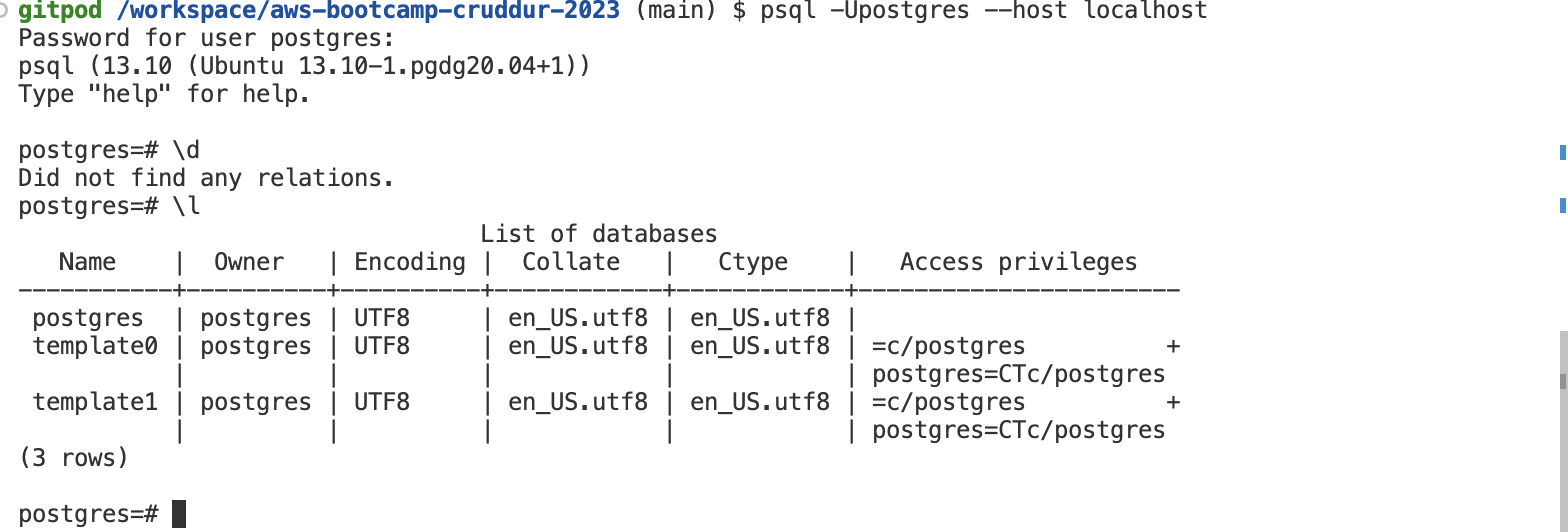 gitpod /workspace/aws-bootcamp-cruddur-2023 (main) $ psql -Upostgres --host localhost
Password for user postgres:
psql (13.10 (Ubuntu 13.10-1.pgdg20.04+1))
Type "help" for help.

postgres=# \d
Did not find any relations.
postgres=# \l
                                 List of databases
   Name    |  Owner   | Encoding |  Collate   |   Ctype    |   Access privileges
-----------+----------+----------+------------+------------+-----------------------
 postgres  | postgres | UTF8     | en_US.utf8 | en_US.utf8 |
 template0 | postgres | UTF8     | en_US.utf8 | en_US.utf8 | =c/postgres          +
           |          |          |            |            | postgres=CTc/postgres
 template1 | postgres | UTF8     | en_US.utf8 | en_US.utf8 | =c/postgres          +
           |          |          |            |            | postgres=CTc/postgres
(3 rows)

postgres=#